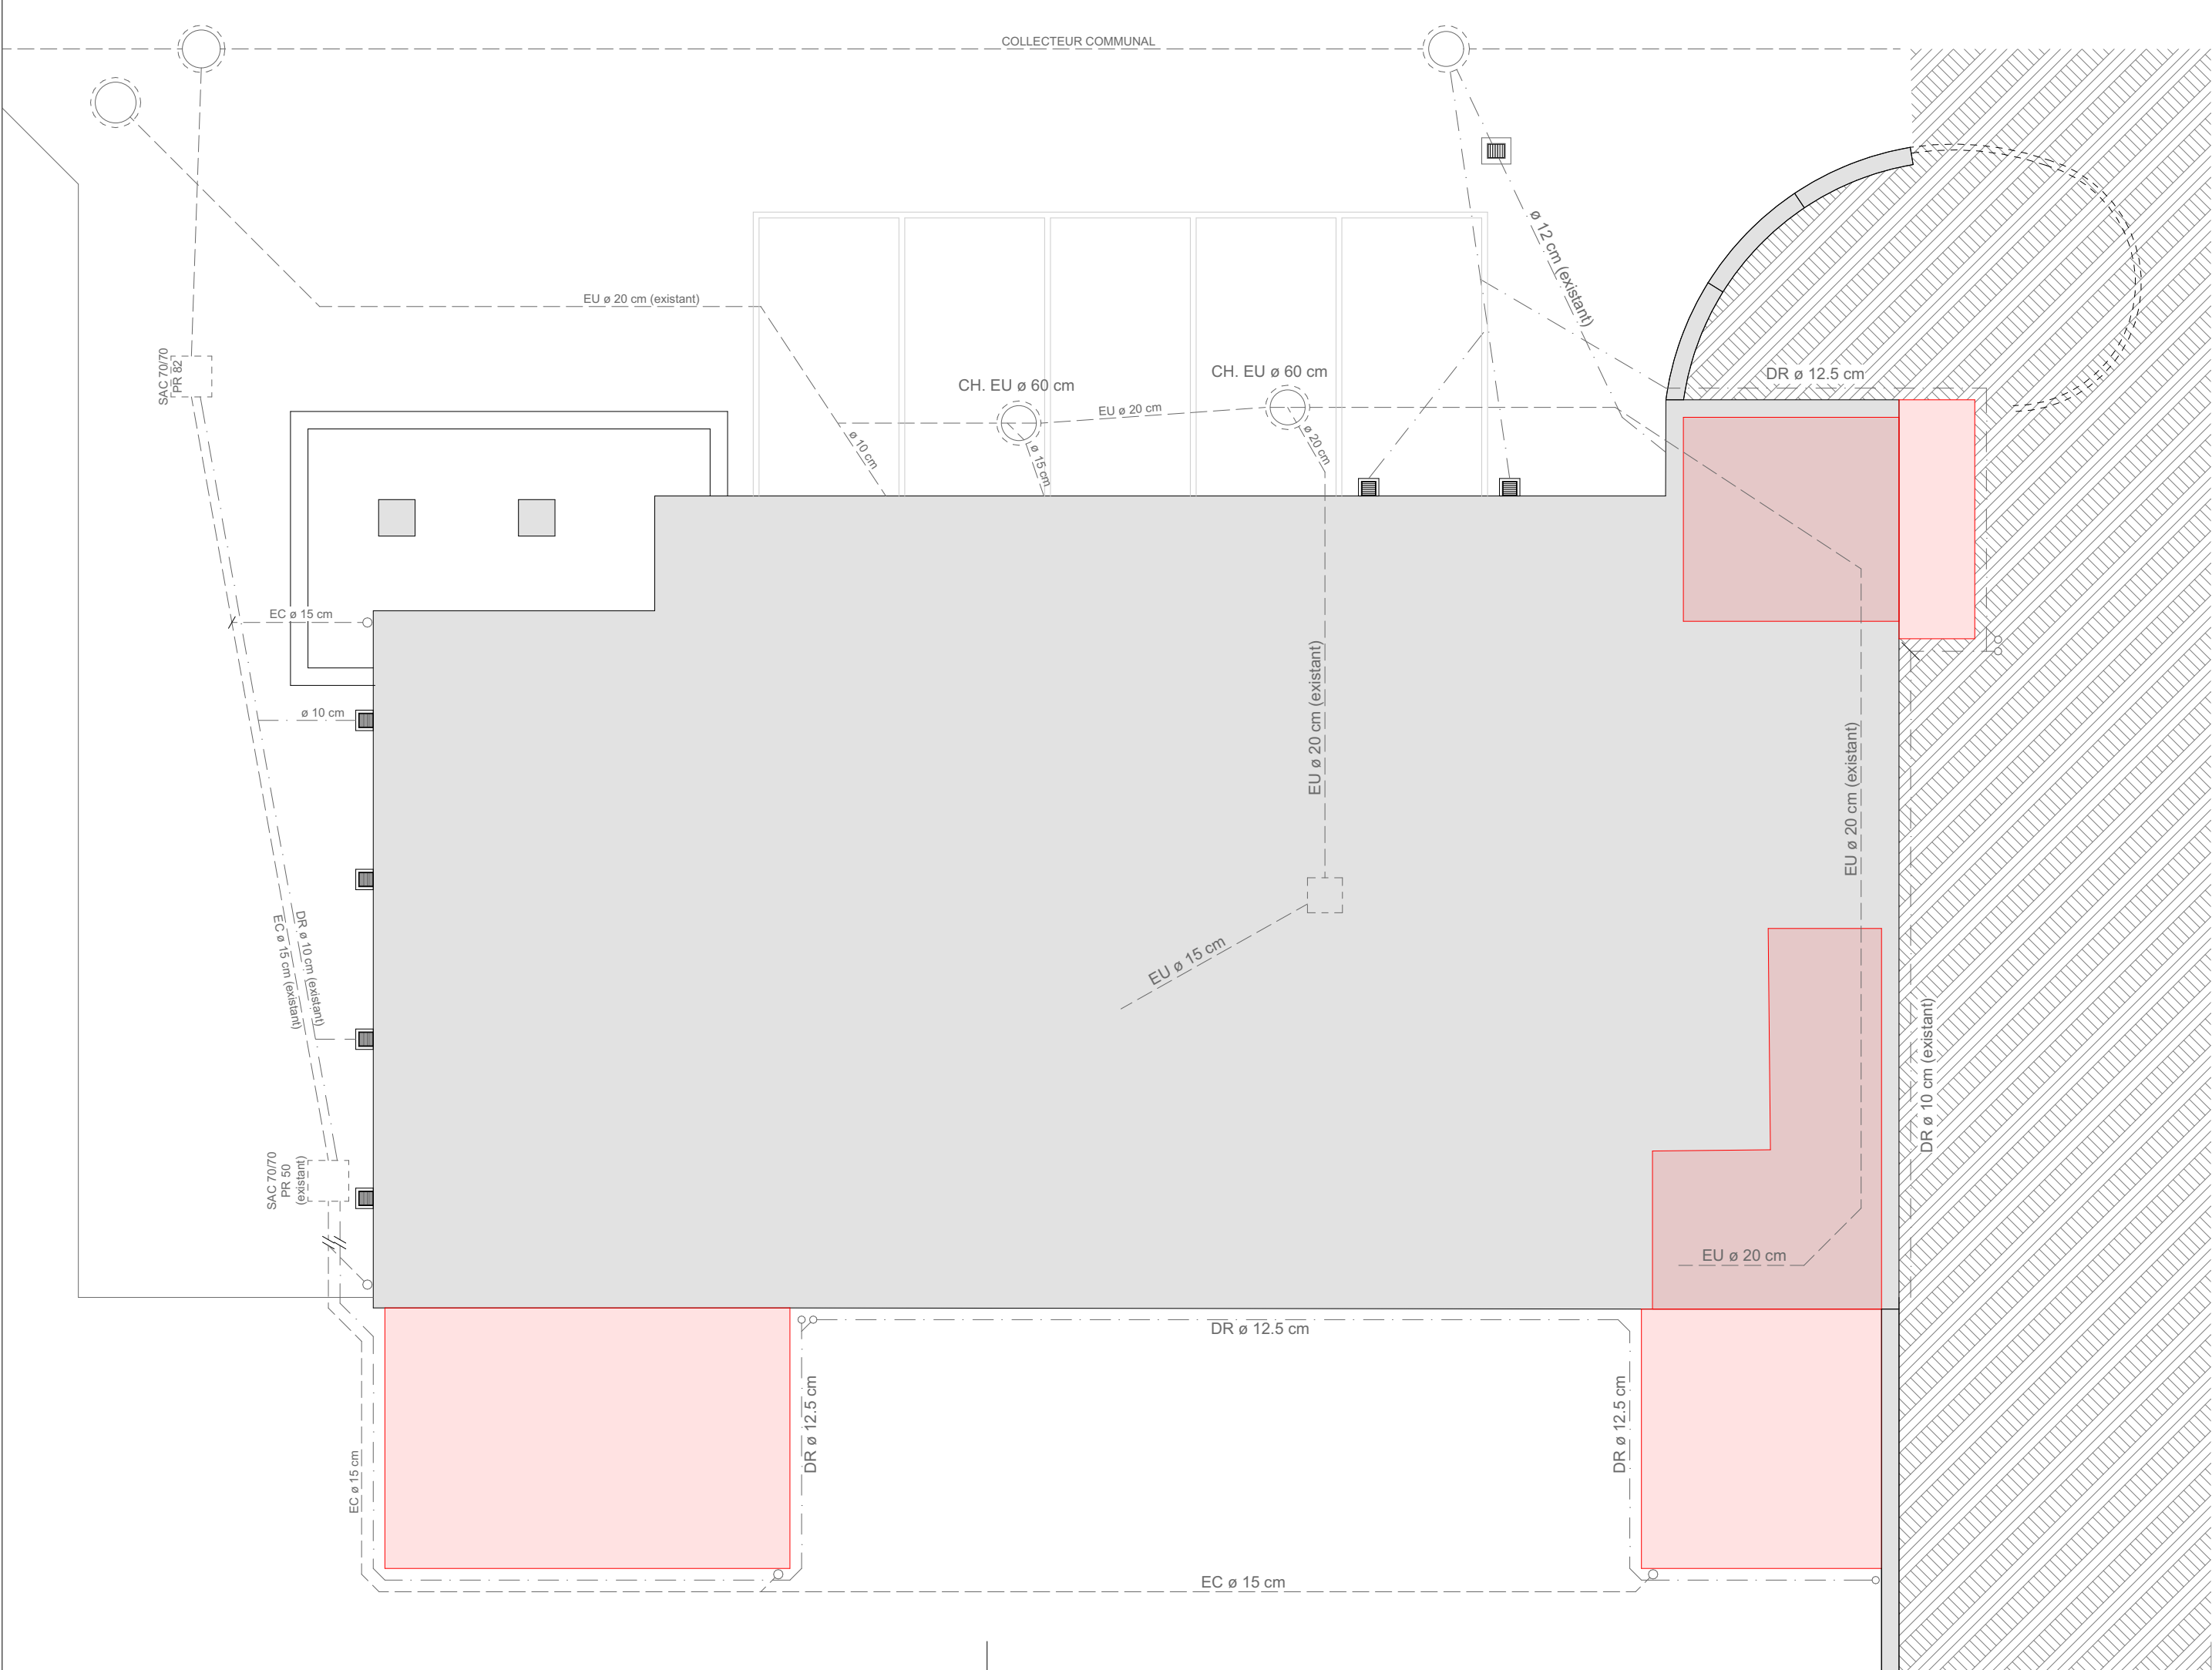 COLLECTEUR COMMUNAL
ø 12 cm (existant)
EU ø 20 cm (existant)
SAC 70/70
PR 82
CH. EU ø 60 cm
CH. EU ø 60 cm
DR ø 12.5 cm
EU ø 20 cm
ø 10 cm
ø 15 cm
ø 20 cm
EC ø 15 cm
ø 10 cm
EU ø 20 cm (existant)
EU ø 20 cm (existant)
DR ø 10 cm (existant)
EC ø 15 cm (existant)
EU ø 15 cm
DR ø 10 cm (existant)
SAC 70/70
PR 50
(existant)
EU ø 20 cm
DR ø 12.5 cm
DR ø 12.5 cm
DR ø 12.5 cm
EC ø 15 cm
EC ø 15 cm